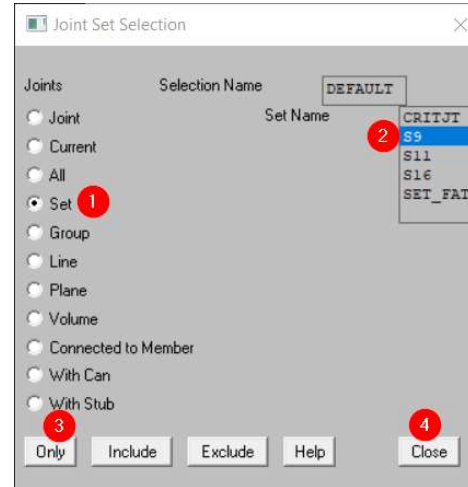 Joint Set Selection
Joints Selection Name DEFAULT
Joint Set Name CRITJT
Current 2 S9
All S11
Set 1 S16
Group SET_FAT
Line
Plane
Volume
Connected to Member
With Can
With Stub
3 4
Only Include Exclude Help Close